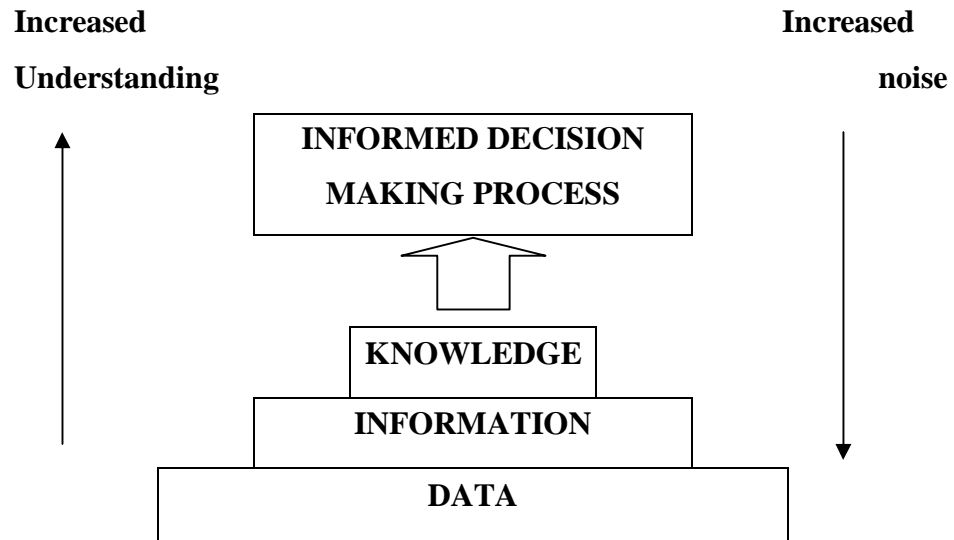 Increased
Understanding
Increased
noise
INFORMED DECISION
MAKING PROCESS
KNOWLEDGE
INFORMATION
DATA